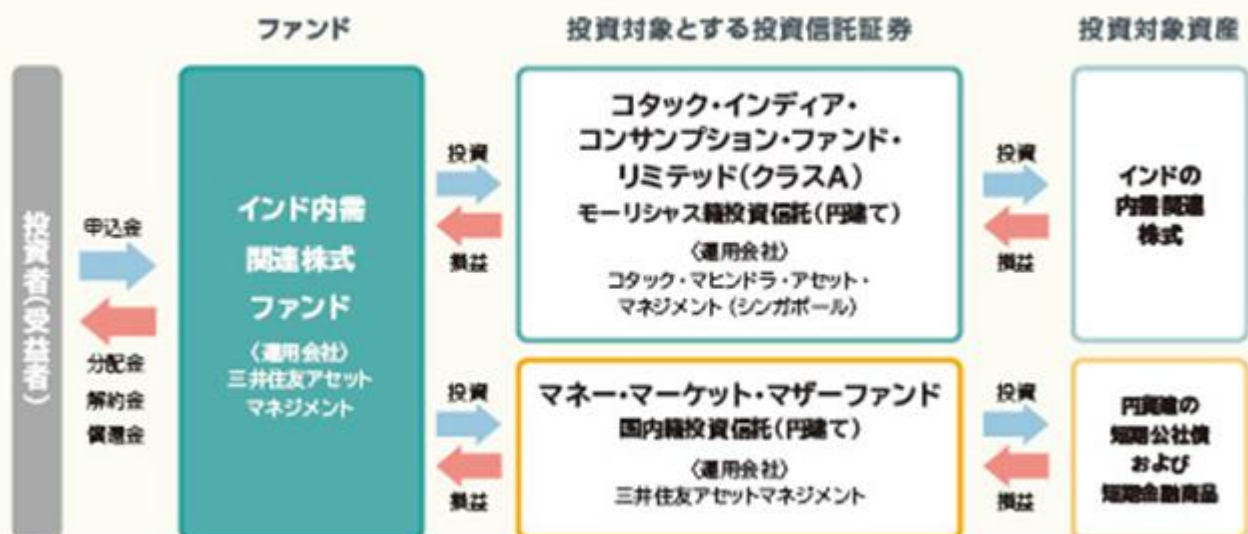 ファンド
投資対象とする投資信託証券
投資対象資産
投資者(受益者)
申込金
分配金
解約金
償還金
インド内需
関連株式
ファンド
〈運用会社〉
三井住友アセット
マネジメント
投資
損益
コタック・インディア・
コンサンプション・ファンド・
リミテッド(クラスA)
モーリシャス籍投資信託(円建て)
〈運用会社〉
コタック・マヒンドラ・アセット・
マネジメント(シンガポール)
投資
損益
インドの
内需関連
株式
投資
損益
マネー・マーケット・マザーファンド
国内籍投資信託(円建て)
〈運用会社〉
三井住友アセットマネジメント
投資
損益
円貨建の
短期公社債
および
短期金融商品